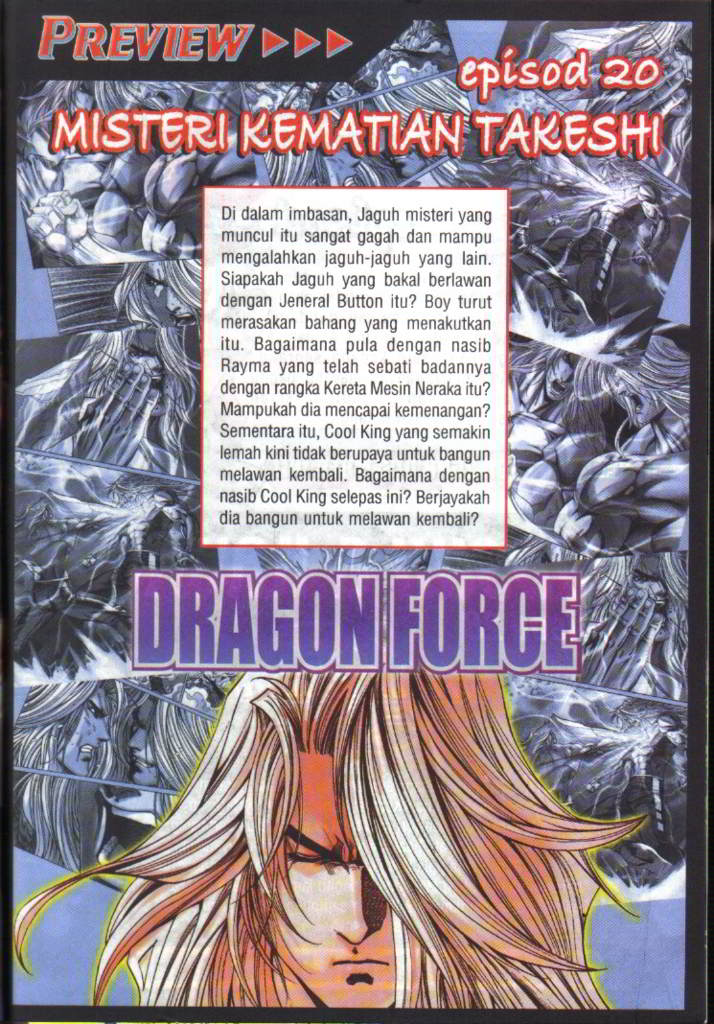 PREVIEW
episod 20
MISTERI KEMATIAN TAKESHI
Di dalam imbasan, Jaguh misteri yang
muncul itu sangat gagah dan mampu
mengalahkan jaguh-jaguh yang lain.
Siapakah Jaguh yang bakal berlawan
dengan Jeneral Button itu? Boy turut
merasakan bahang yang menakutkan
itu. Bagaimana pula dengan nasib
Rayma yang telah sebati badannya
dengan rangka Kereta Mesin Neraka itu?
Mampukah dia mencapai kemenangan?
Sementara itu, Cool King yang semakin
lemah kini tidak berupaya untuk bangun
melawan kembali. Bagaimana dengan
nasib Cool King selepas ini? Berjayakah
dia bangun untuk melawan kembali?
DRAGON FORCE